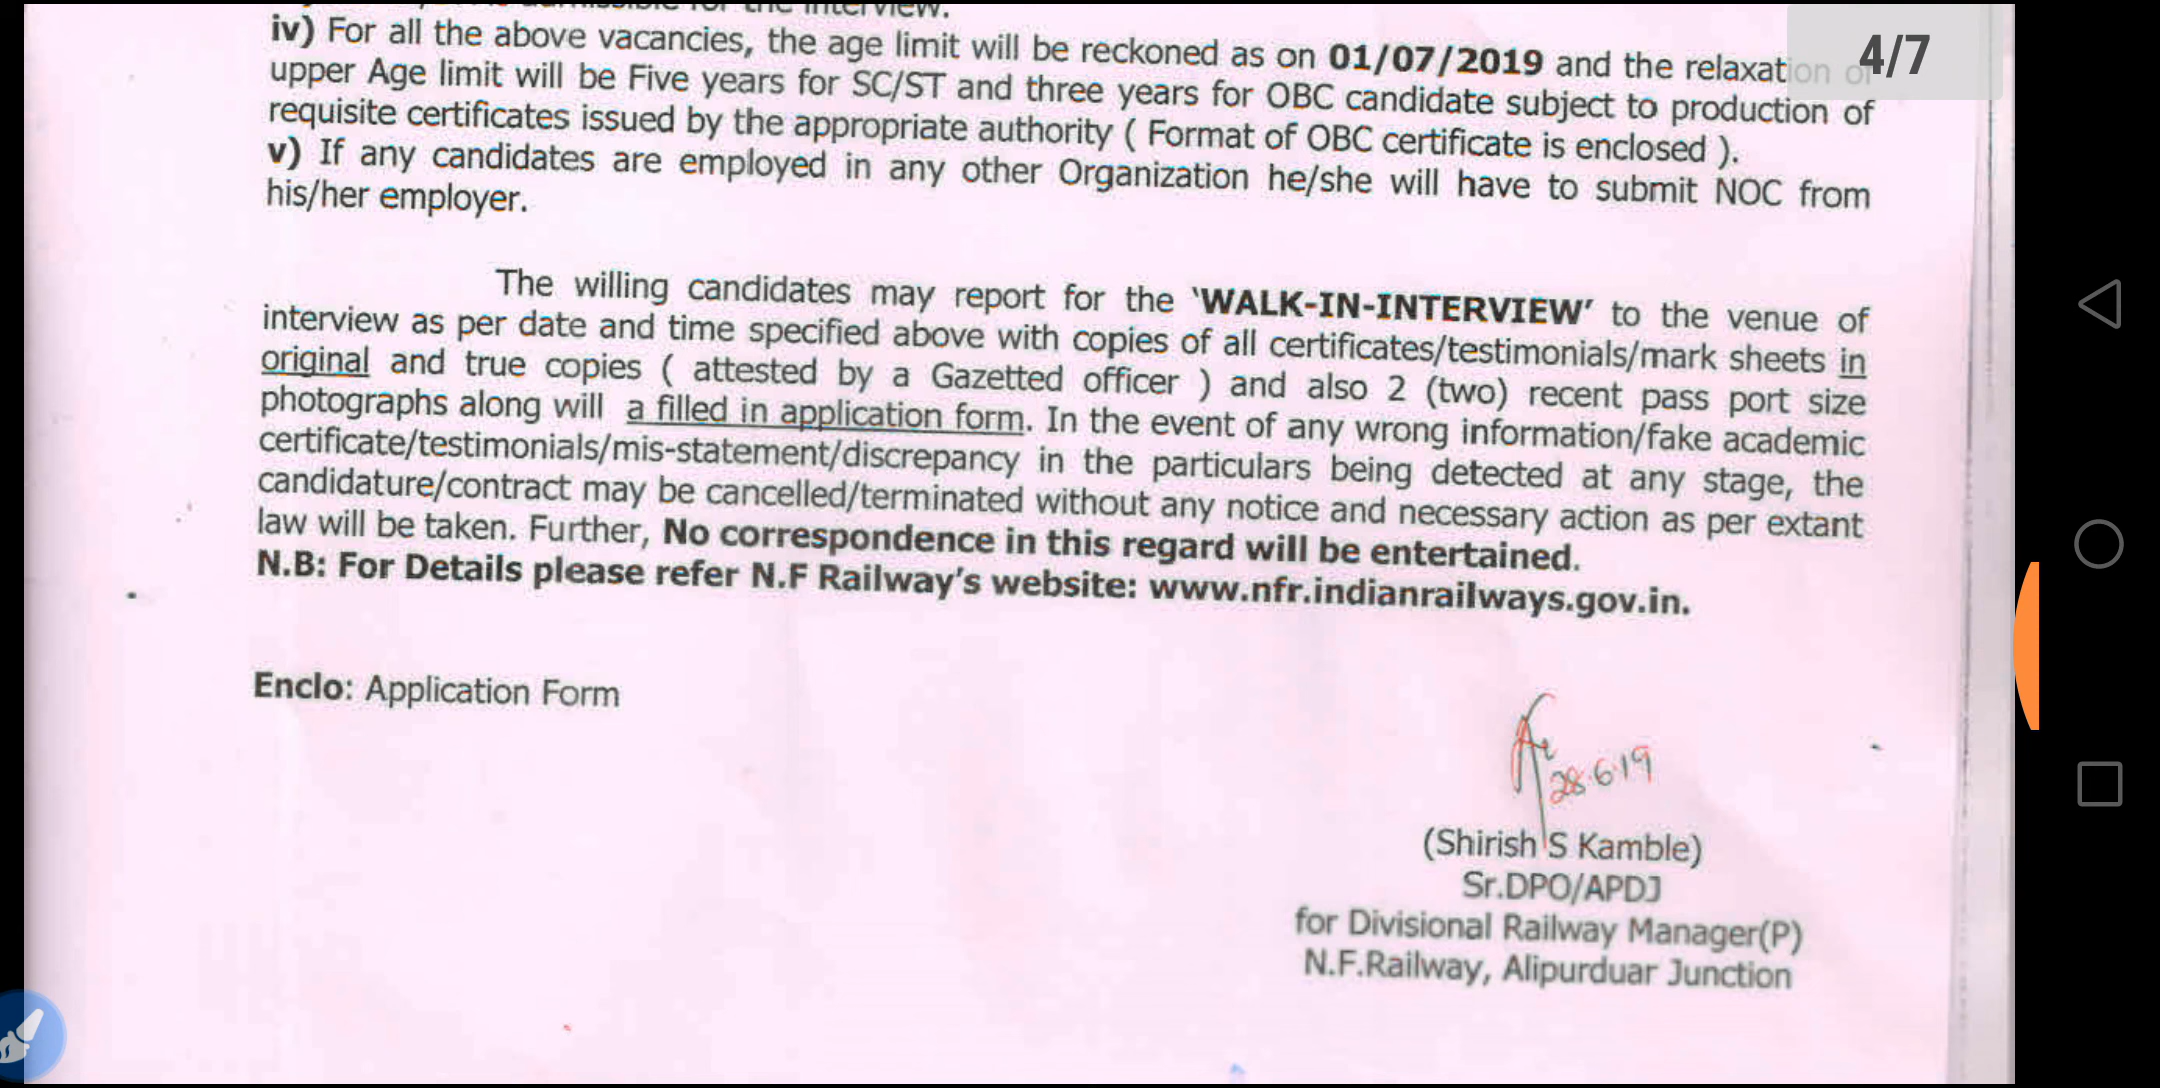 for the interview.
iv) For all the above vacancies, the age limit will be reckoned as on 01/07/2019 and the relaxation of
4/7
upper Age limit will be Five years for SC/ST and three years for OBC candidate subject to production of
requisite certificates issued by the appropriate authority ( Format of OBC certificate is enclosed ).
v) If any candidates are employed in any other Organization he/she will have to submit NOC from
his/her employer.
The willing candidates may report for the ‘WALK-IN-INTERVIEW’ to the venue of
interview as per date and time specified above with copies of all certificates/testimonials/mark sheets in
original and true copies ( attested by a Gazetted officer ) and also 2 (two) recent pass port size
photographs along will a filled in application form. In the event of any wrong information/fake academic
certificate/testimonials/mis-statement/discrepancy in the particulars being detected at any stage, the
candidature/contract may be cancelled/terminated without any notice and necessary action as per extant
law will be taken. Further, No correspondence in this regard will be entertained.
N.B: For Details please refer N.F Railway’s website: www.nfr.indianrailways.gov.in.
Enclo: Application Form
28.6.19
(Shirish S Kamble)
Sr.DPO/APDJ
for Divisional Railway Manager(P)
N.F.Railway, Alipurduar Junction